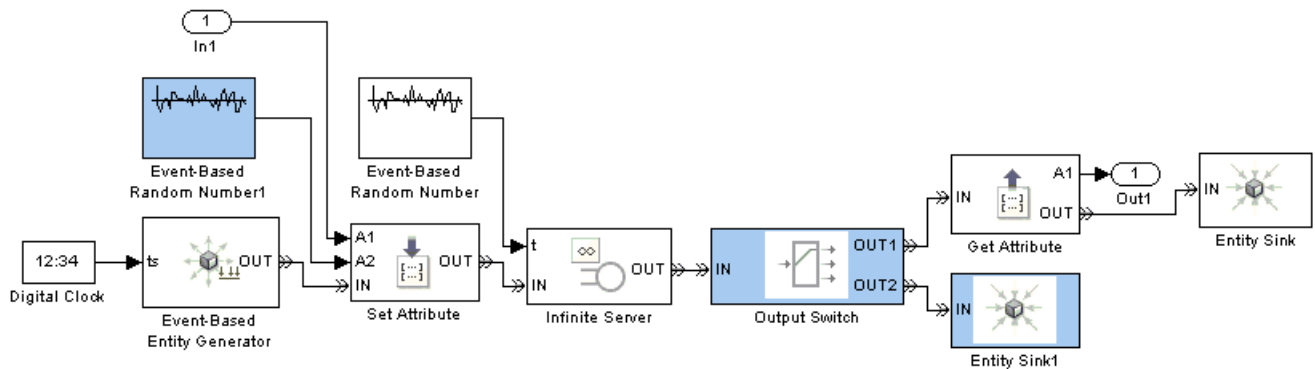 1
In1
Event-Based
Random Number1
Event-Based
Random Number
12:34
Digital Clock
ts
OUT
Event-Based
Entity Generator
A1
A2
IN
OUT
Set Attribute
t
IN
OUT
∞
Infinite Server
IN
OUT1
OUT2
Output Switch
IN
A1
OUT
[...]
Get Attribute
1
Out1
IN
Entity Sink
[...]
IN
Entity Sink1